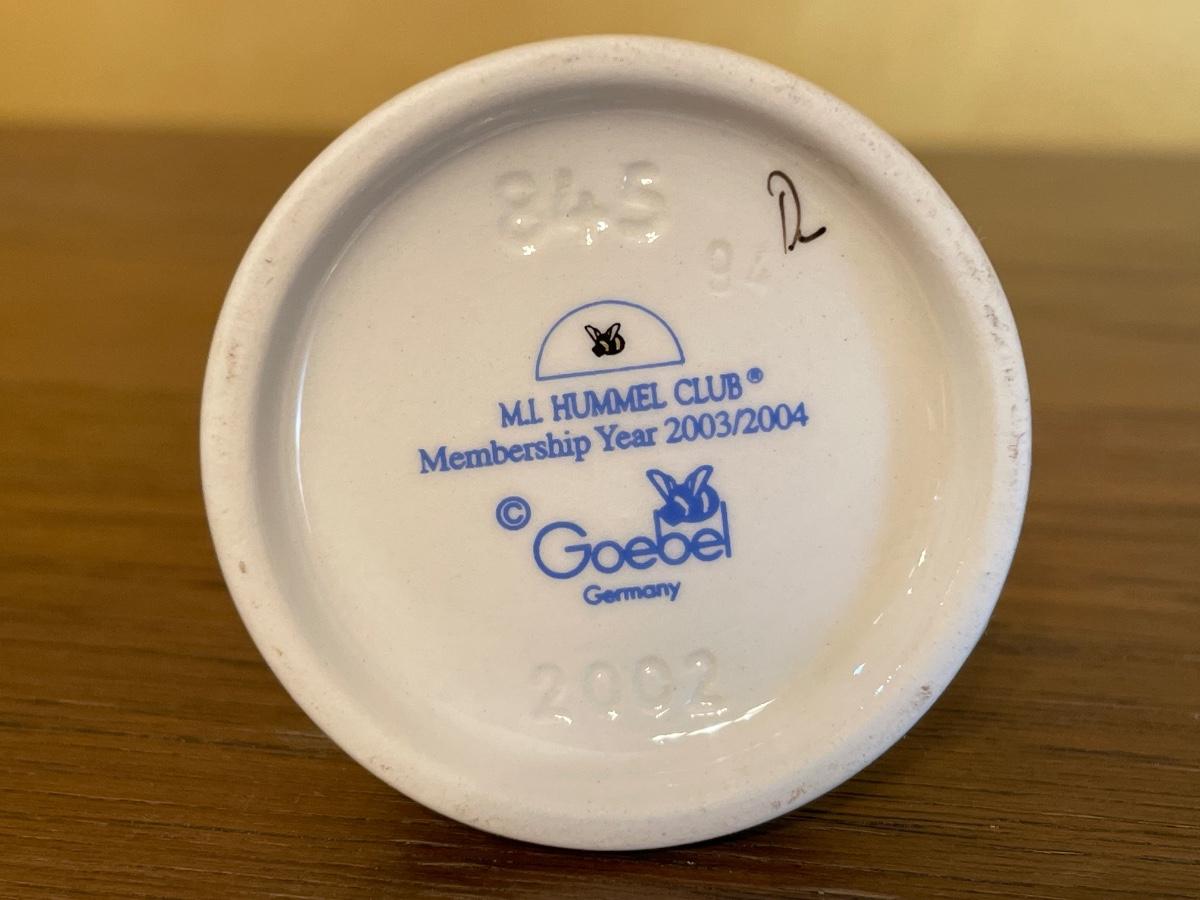 845
94
M.I. HUMMEL CLUB®
Membership Year 2003/2004
© Goebel
Germany
2002